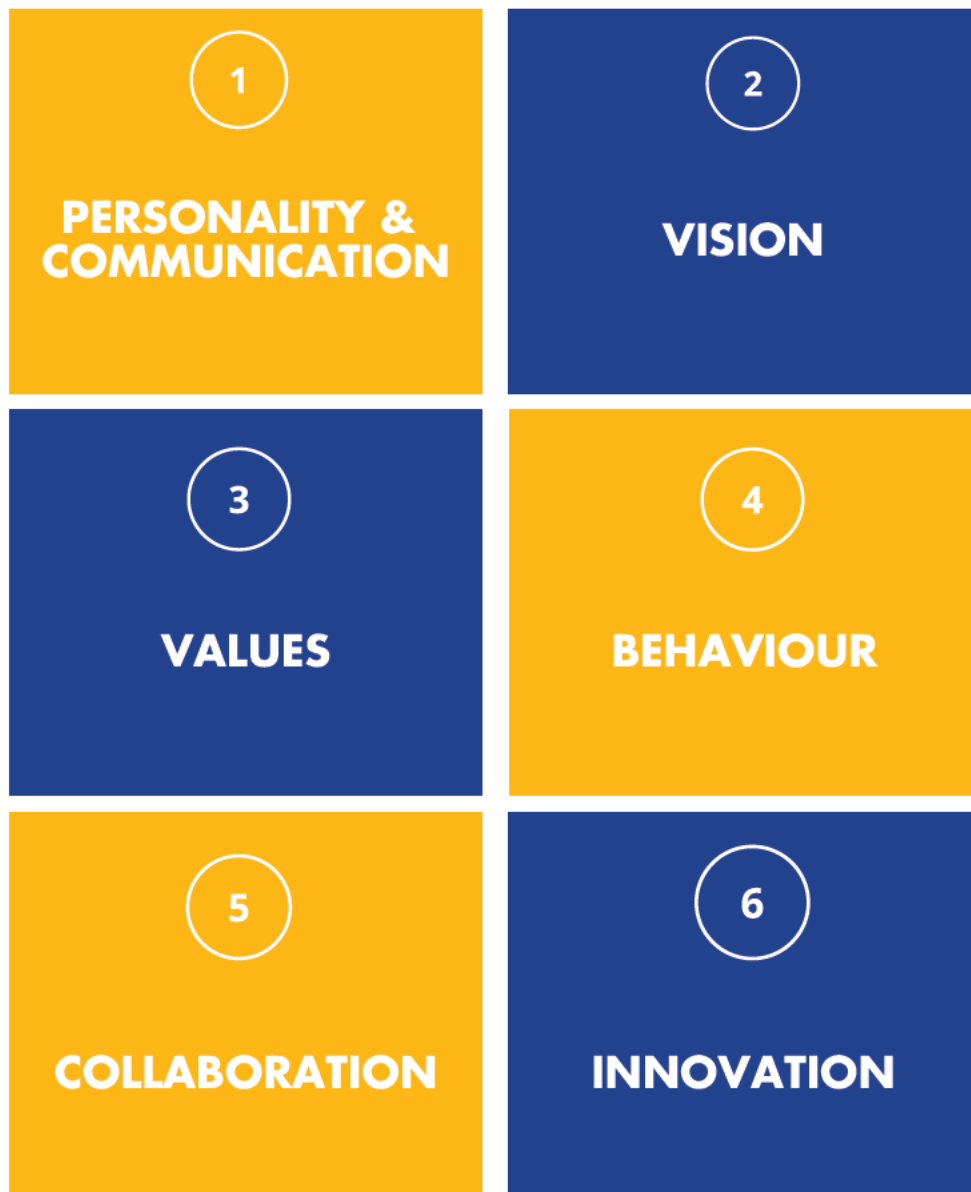 1
PERSONALITY &
COMMUNICATION
2
VISION
3
VALUES
4
BEHAVIOUR
5
COLLABORATION
6
INNOVATION